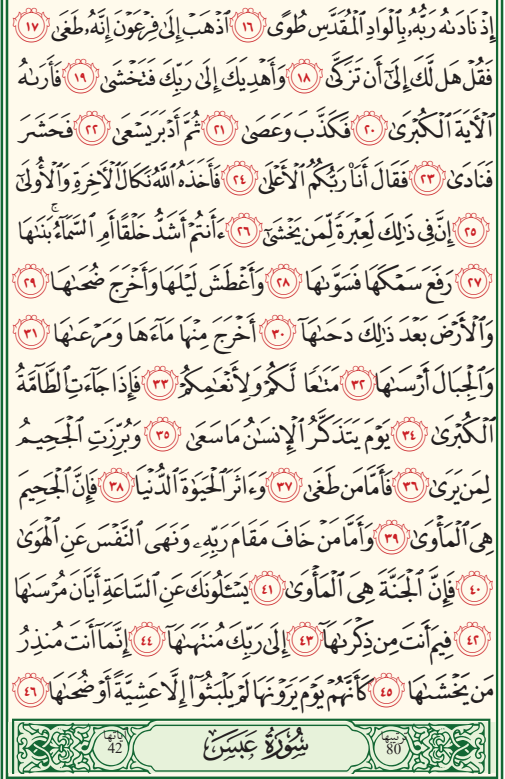 إِذۡ نَادَىٰهُ رَبُّهُۥ بِٱلۡوَادِ ٱلۡمُقَدَّسِ طُوًى ١٦ ٱذۡهَبۡ إِلَىٰ فِرۡعَوۡنَ إِنَّهُۥ طَغَىٰ ١٧
فَقُلۡ هَل لَّكَ إِلَىٰٓ أَن تَزَكَّىٰ ١٨ وَأَهۡدِيَكَ إِلَىٰ رَبِّكَ فَتَخۡشَىٰ ١٩ فَأَرَىٰهُ
ٱلۡأٓيَةَ ٱلۡكُبۡرَىٰ ٢٠ فَكَذَّبَ وَعَصَىٰ ٢١ ثُمَّ أَدۡبَرَ يَسۡعَىٰ ٢٢ فَحَشَرَ
فَنَادَىٰ ٢٣ فَقَالَ أَنَا۠ رَبُّكُمُ ٱلۡأَعۡلَىٰ ٢٤ فَأَخَذَهُ ٱللَّهُ نَكَالَ ٱلۡأٓخِرَةِ وَٱلۡأُولَىٰٓ
٢٥ إِنَّ فِي ذَٰلِكَ لَعِبۡرَةٗ لِّمَن يَخۡشَىٰٓ ٢٦ ءَأَنتُمۡ أَشَدُّ خَلۡقًا أَمِ ٱلسَّمَآءُۚ بَنَىٰهَا
٢٧ رَفَعَ سَمۡكَهَا فَسَوَّىٰهَا ٢٨ وَأَغۡطَشَ لَيۡلَهَا وَأَخۡرَجَ ضُحَىٰهَا ٢٩
وَٱلۡأَرۡضَ بَعۡدَ ذَٰلِكَ دَحَىٰهَآ ٣٠ أَخۡرَجَ مِنۡهَا مَآءَهَا وَمَرۡعَىٰهَا ٣١
وَٱلۡجِبَالَ أَرۡسَىٰهَا ٣٢ مَتَٰعٗا لَّكُمۡ وَلِأَنۡعَٰمِكُمۡ ٣٣ فَإِذَا جَآءَتِ ٱلطَّآمَّةُ
ٱلۡكُبۡرَىٰ ٣٤ يَوۡمَ يَتَذَكَّرُ ٱلۡإِنسَٰنُ مَا سَعَىٰ ٣٥ وَبُرِّزَتِ ٱلۡجَحِيمُ
لِمَن يَرَىٰ ٣٦ فَأَمَّا مَن طَغَىٰ ٣٧ وَءَاثَرَ ٱلۡحَيَوٰةَ ٱلدُّنۡيَا ٣٨ فَإِنَّ ٱلۡجَحِيمَ
هِيَ ٱلۡمَأۡوَىٰ ٣٩ وَأَمَّا مَنۡ خَافَ مَقَامَ رَبِّهِۦ وَنَهَى ٱلنَّفۡسَ عَنِ ٱلۡهَوَىٰ
٤٠ فَإِنَّ ٱلۡجَنَّةَ هِيَ ٱلۡمَأۡوَىٰ ٤١ يَسۡـَٔلُونَكَ عَنِ ٱلسَّاعَةِ أَيَّانَ مُرۡسَىٰهَا
٤٢ فِيمَ أَنتَ مِن ذِكۡرَىٰهَآ ٤٣ إِلَىٰ رَبِّكَ مُنتَهَىٰهَآ ٤٤ إِنَّمَآ أَنتَ مُنذِرُ
مَن يَخۡشَىٰهَا ٤٥ كَأَنَّهُمۡ يَوۡمَ يَرَوۡنَهَا لَمۡ يَلۡبَثُوٓاْ إِلَّا عَشِيَّةً أَوۡ ضُحَىٰهَا ٤٦
ترتيبها 80 سُورَةُ عَبَسَ آياتها 42